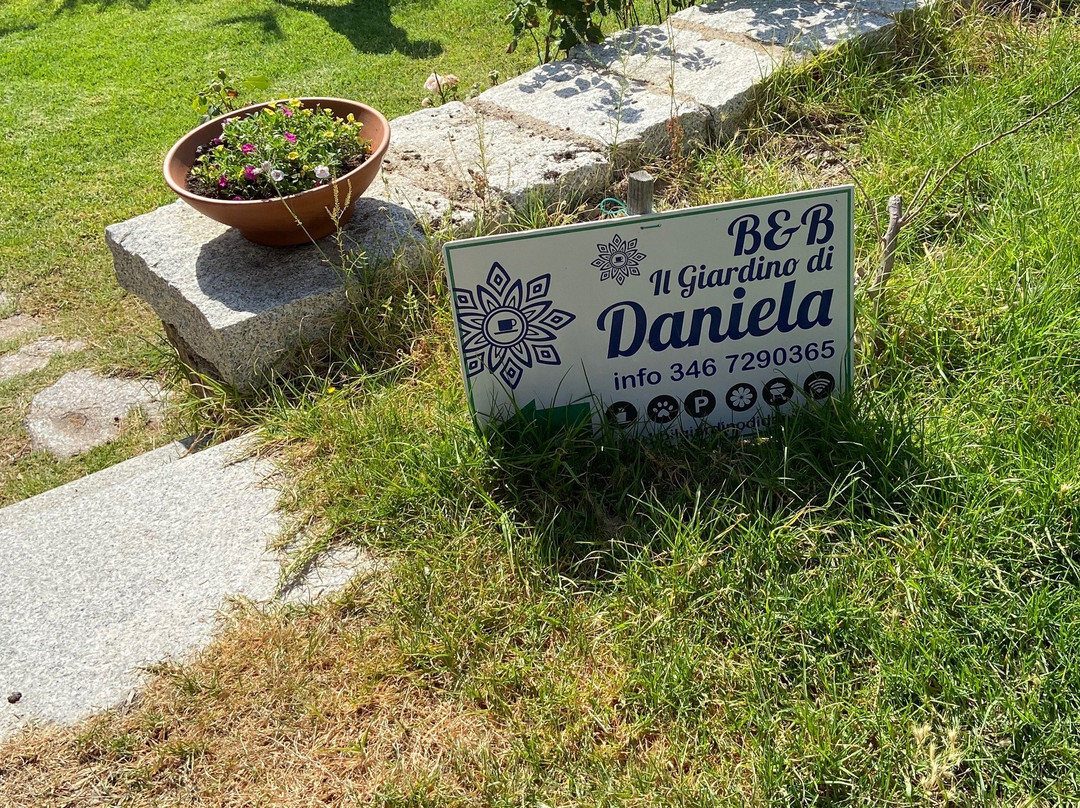 B&B
Il Giardino di
Daniela
info 346 7290365
P